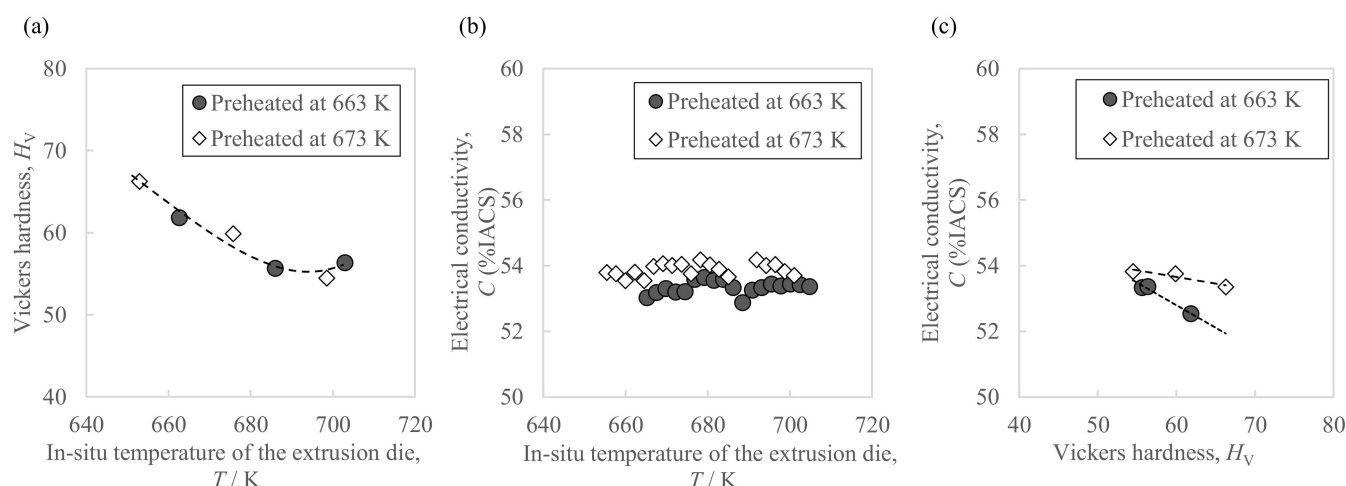 (a)
80
70
60
50
40
640 660 680 700 720
Vickers hardness, H_V
In-situ temperature of the extrusion die,
T / K
Preheated at 663 K
Preheated at 673 K
(b)
60
58
56
54
52
50
640 660 680 700 720
Electrical conductivity,
C (%IACS)
In-situ temperature of the extrusion die,
T / K
Preheated at 663 K
Preheated at 673 K
(c)
60
58
56
54
52
50
40 50 60 70 80
Electrical conductivity,
C (%IACS)
Vickers hardness, H_V
Preheated at 663 K
Preheated at 673 K